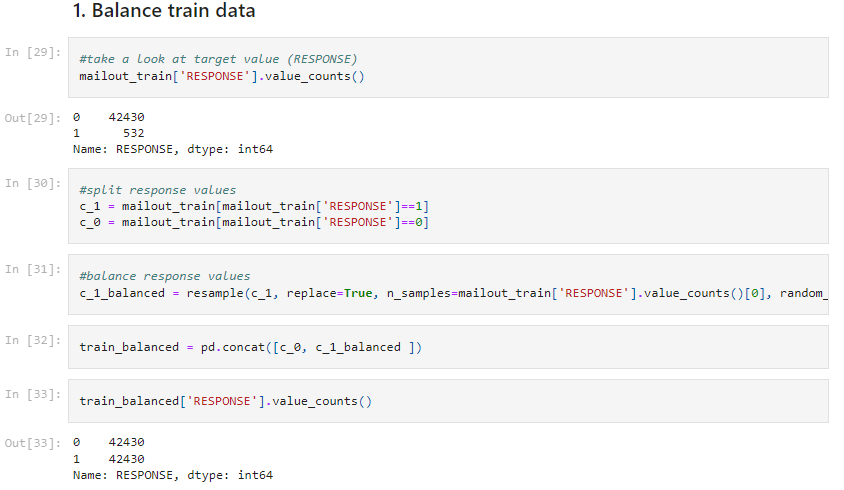 1. Balance train data
In [29]:
#take a look at target value (RESPONSE)
mailout_train['RESPONSE'].value_counts()
Out[29]:
0    42430
1      532
Name: RESPONSE, dtype: int64
In [30]:
#split response values
c_1 = mailout_train[mailout_train['RESPONSE']==1]
c_0 = mailout_train[mailout_train['RESPONSE']==0]
In [31]:
#balance response values
c_1_balanced = resample(c_1, replace=True, n_samples=mailout_train['RESPONSE'].value_counts()[0], random_
In [32]:
train_balanced = pd.concat([c_0, c_1_balanced ])
In [33]:
train_balanced['RESPONSE'].value_counts()
Out[33]:
0    42430
1    42430
Name: RESPONSE, dtype: int64